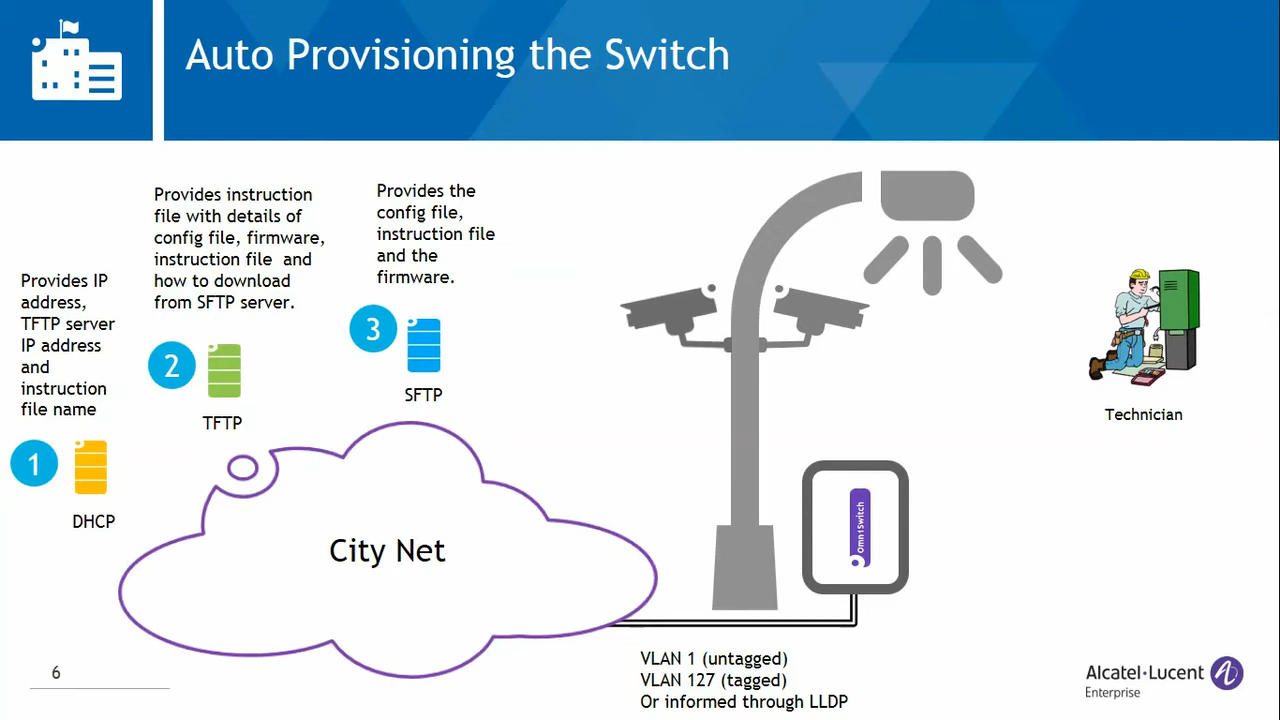 Auto Provisioning the Switch
Provides IP
address,
TFTP server
IP address
and
instruction
file name
1
DHCP
Provides instruction
file with details of
config file, firmware,
instruction file and
how to download
from SFTP server.
2
TFTP
Provides the
config file,
instruction file
and the
firmware.
3
SFTP
Technician
City Net
OmniSwitch
VLAN 1 (untagged)
VLAN 127 (tagged)
Or informed through LLDP
6
Alcatel·Lucent
Enterprise